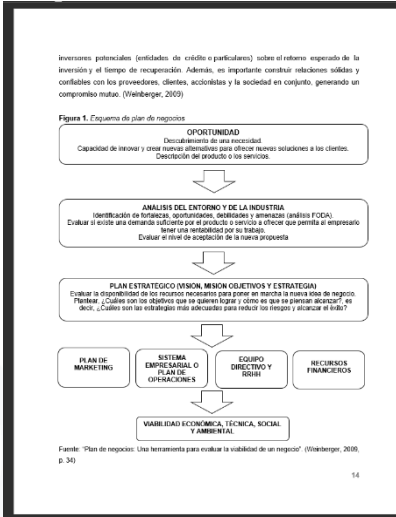 inversores potenciales (entidades de crédito o particulares) sobre el retorno esperado de la
inversión y el tiempo de recuperación. Además, es importante construir relaciones sólidas y
confiables con los proveedores, clientes, accionistas y la sociedad en conjunto, generando un
compromiso mutuo. (Weinberger, 2009)
Figura 1. Esquema de plan de negocios
OPORTUNIDAD
Descubrimiento de una necesidad.
Capacidad de innovar y crear nuevas alternativas para ofrecer nuevas soluciones a los clientes.
Descripción del producto o los servicios.
ANALISIS DEL ENTORNO Y DE LA INDUSTRIA
Identificación de fortalezas, oportunidades, debilidades y amenazas (análisis FODA).
Evaluar si existe una demanda suficiente por el producto o servicio a ofrecer que permita al empresario
tener una rentabilidad por su trabajo.
Evaluar el nivel de aceptación de la nueva propuesta
PLAN ESTRATÉGICO (VISIÓN, MISIÓN OBJETIVOS Y ESTRATEGIA)
Evaluar la disponibilidad de los recursos necesarios para poner en marcha la nueva idea de negocio.
Plantear, ¿Cuáles son los objetivos que se quieren lograr y cómo es que se piensan alcanzar?, es
decir, ¿Cuáles son las estrategias más adecuadas para reducir los riesgos y alcanzar el éxito?
PLAN DE
MARKETING
SISTEMA
EMPRESARIAL O
PLAN DE
OPERACIONES
EQUIPO
DIRECTIVO Y
RRHH
RECURSOS
FINANCIEROS
VIABILIDAD ECONÓMICA, TÉCNICA, SOCIAL
Y AMBIENTAL
Fuente: "Plan de negocios: Una herramienta para evaluar la viabilidad de un negocio". (Weinberger, 2009,
p. 34)
14